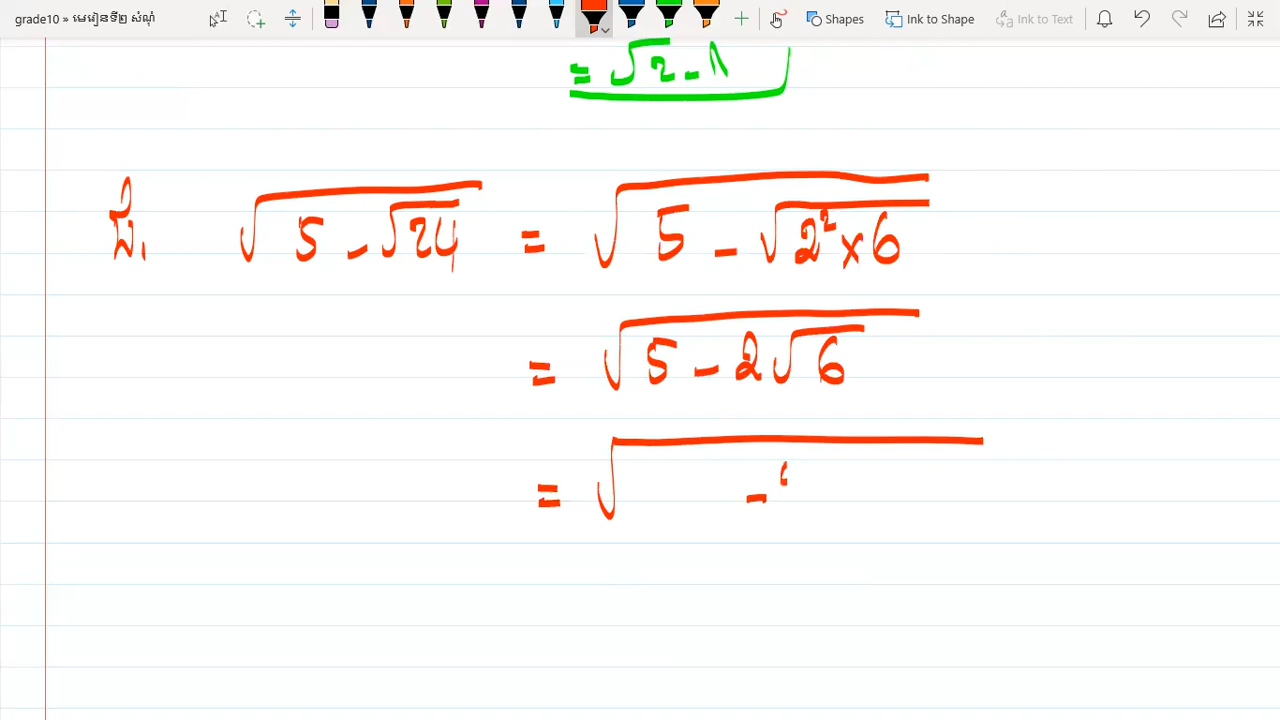 grade10 » មេរៀនទី២ សំណុំ
Shapes
Ink to Shape
Ink to Text
= √2 - 1
√(5 - √24) = √(5 - √(2² × 6))
= √(5 - 2√6)
= √( -